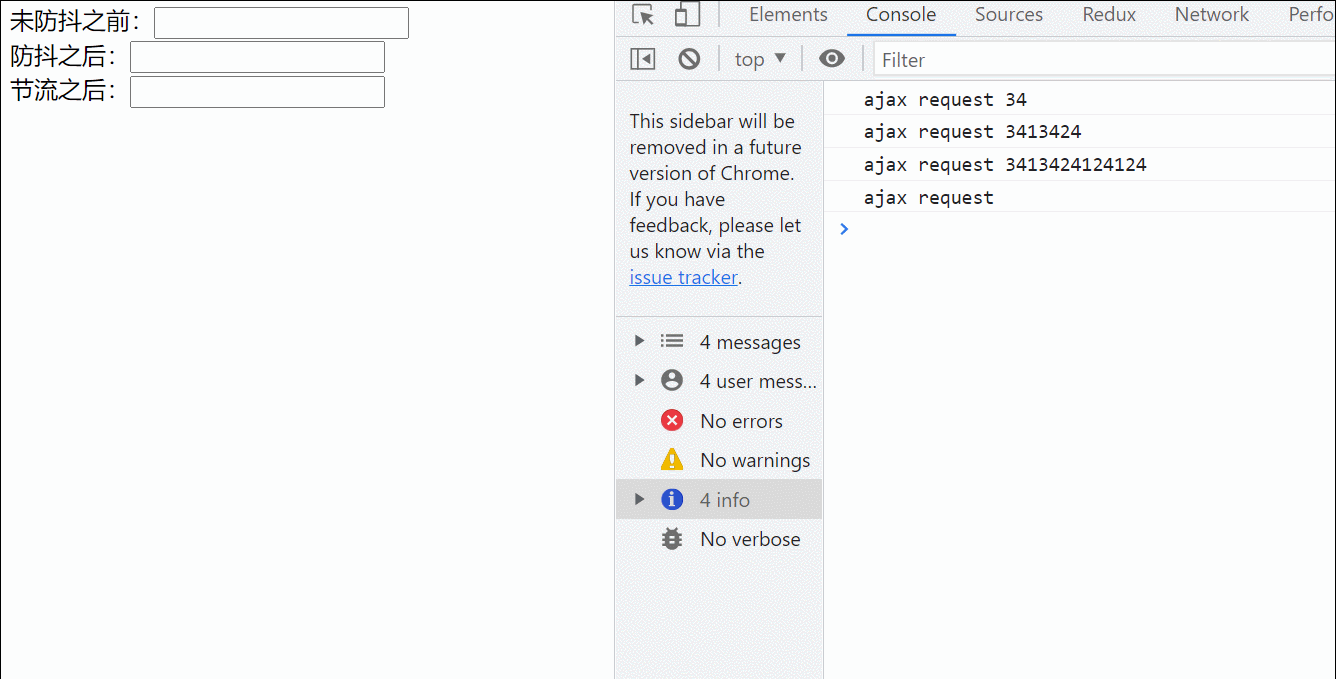 未防抖之前：
防抖之后：
节流之后：
Elements Console Sources Redux Network Perfo
top Filter
This sidebar will be
removed in a future
version of Chrome.
If you have
feedback, please let
us know via the
issue tracker.
4 messages
4 user mess...
No errors
No warnings
4 info
No verbose
ajax request 34
ajax request 3413424
ajax request 3413424124124
ajax request